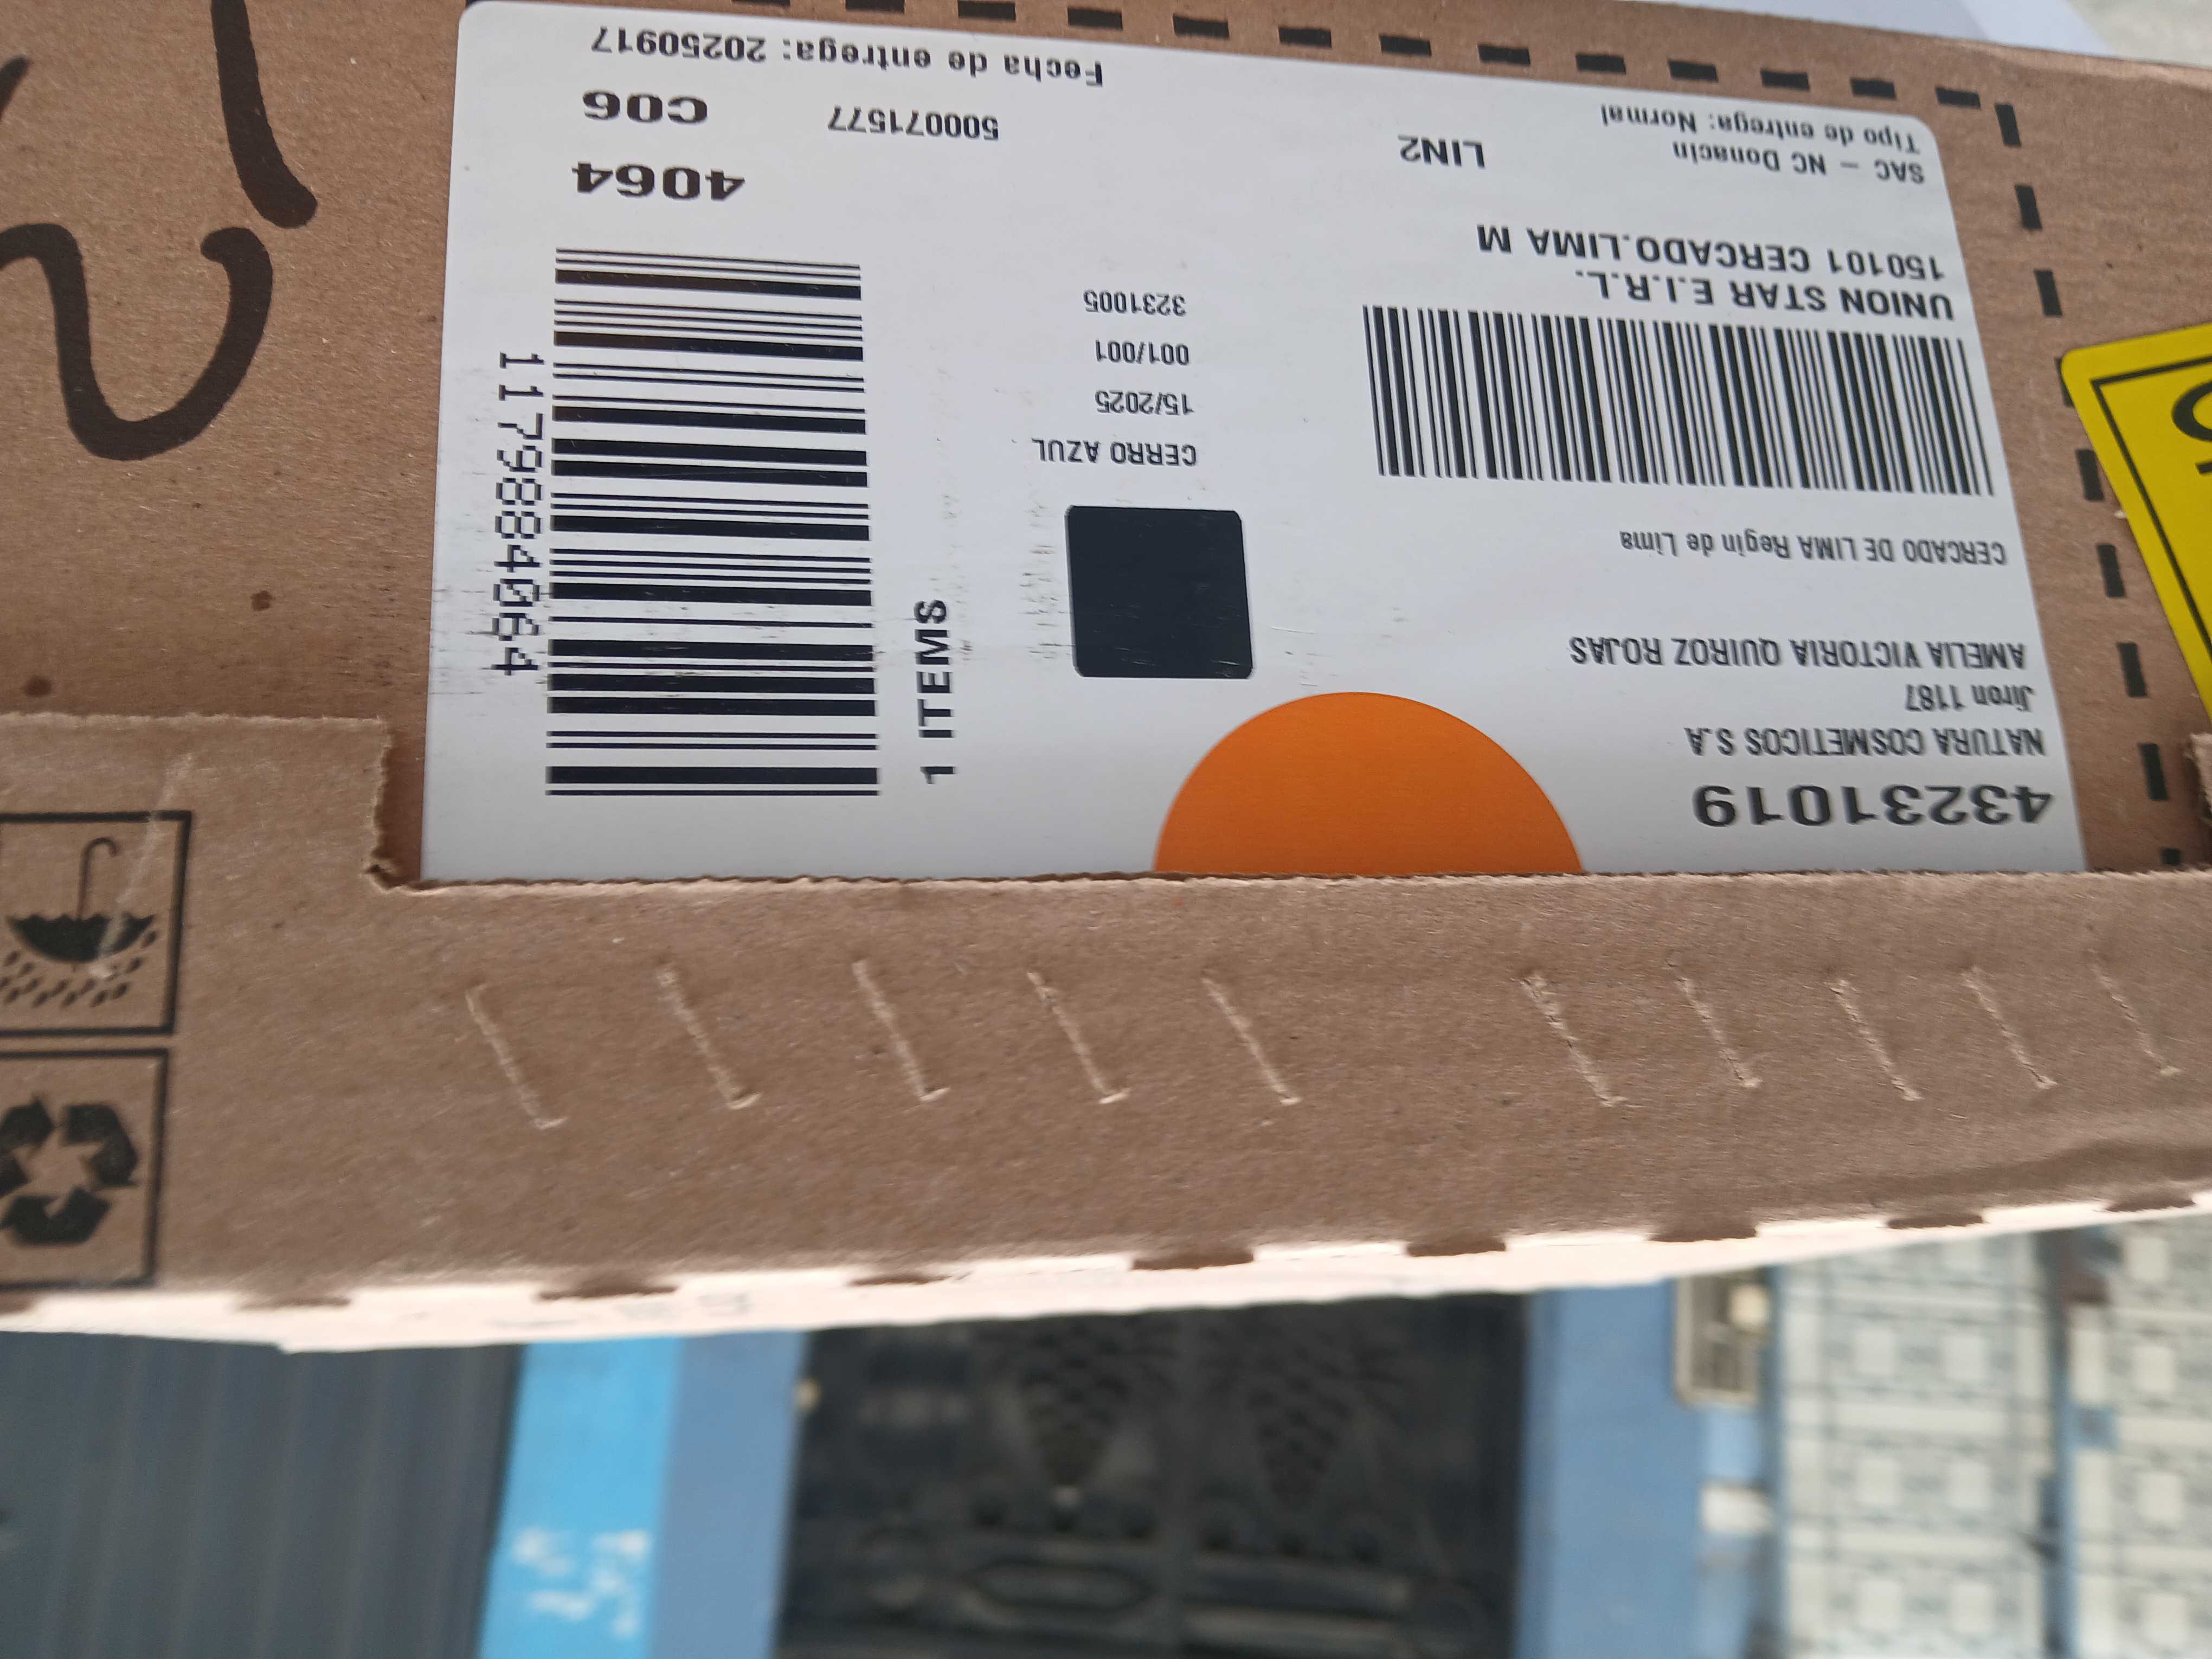 43231019
NATURA COSMETICOS S.A
Jiron 1187
AMELIA VICTORIA QUIROZ ROJAS
CERCADO DE LIMA Regin de Lima
UNION STAR E.I.R.L.
150101 CERCADO.LIMA M
SAC - NC Donacin
Tipo de entrega: Normal
LIN2
CERRO AZUL
15/2025
001/001
3231005
1 ITEMS
1179884064
4064
C06
500071577
Fecha de entrega: 20250917